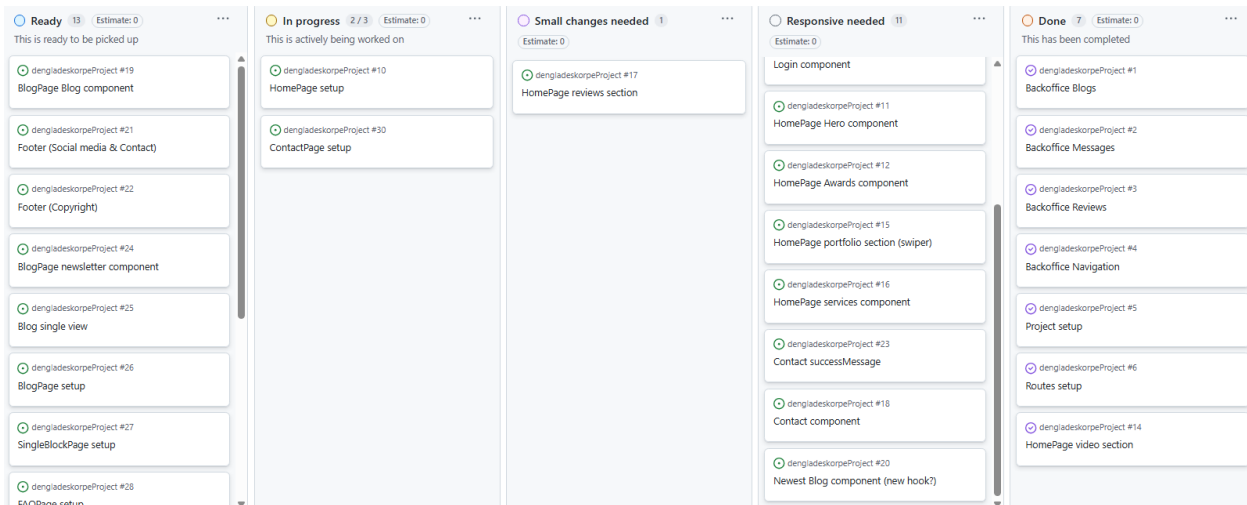 Ready 13 Estimate: 0 ...
This is ready to be picked up
dengladeskorpeProject #19
BlogPage Blog component
dengladeskorpeProject #21
Footer (Social media & Contact)
dengladeskorpeProject #22
Footer (Copyright)
dengladeskorpeProject #24
BlogPage newsletter component
dengladeskorpeProject #25
Blog single view
dengladeskorpeProject #26
BlogPage setup
dengladeskorpeProject #27
SingleBlockPage setup
dengladeskorpeProject #28
FAQPage setup
In progress 2 / 3 Estimate: 0 ...
This is actively being worked on
dengladeskorpeProject #10
HomePage setup
dengladeskorpeProject #30
ContactPage setup
Small changes needed 1 ...
Estimate: 0
dengladeskorpeProject #17
HomePage reviews section
Responsive needed 11 ...
Estimate: 0
Login component
dengladeskorpeProject #11
HomePage Hero component
dengladeskorpeProject #12
HomePage Awards component
dengladeskorpeProject #15
HomePage portfolio section (swiper)
dengladeskorpeProject #16
HomePage services component
dengladeskorpeProject #23
Contact successMessage
dengladeskorpeProject #18
Contact component
dengladeskorpeProject #20
Newest Blog component (new hook?)
Done 7 Estimate: 0 ...
This has been completed
dengladeskorpeProject #1
Backoffice Blogs
dengladeskorpeProject #2
Backoffice Messages
dengladeskorpeProject #3
Backoffice Reviews
dengladeskorpeProject #4
Backoffice Navigation
dengladeskorpeProject #5
Project setup
dengladeskorpeProject #6
Routes setup
dengladeskorpeProject #14
HomePage video section